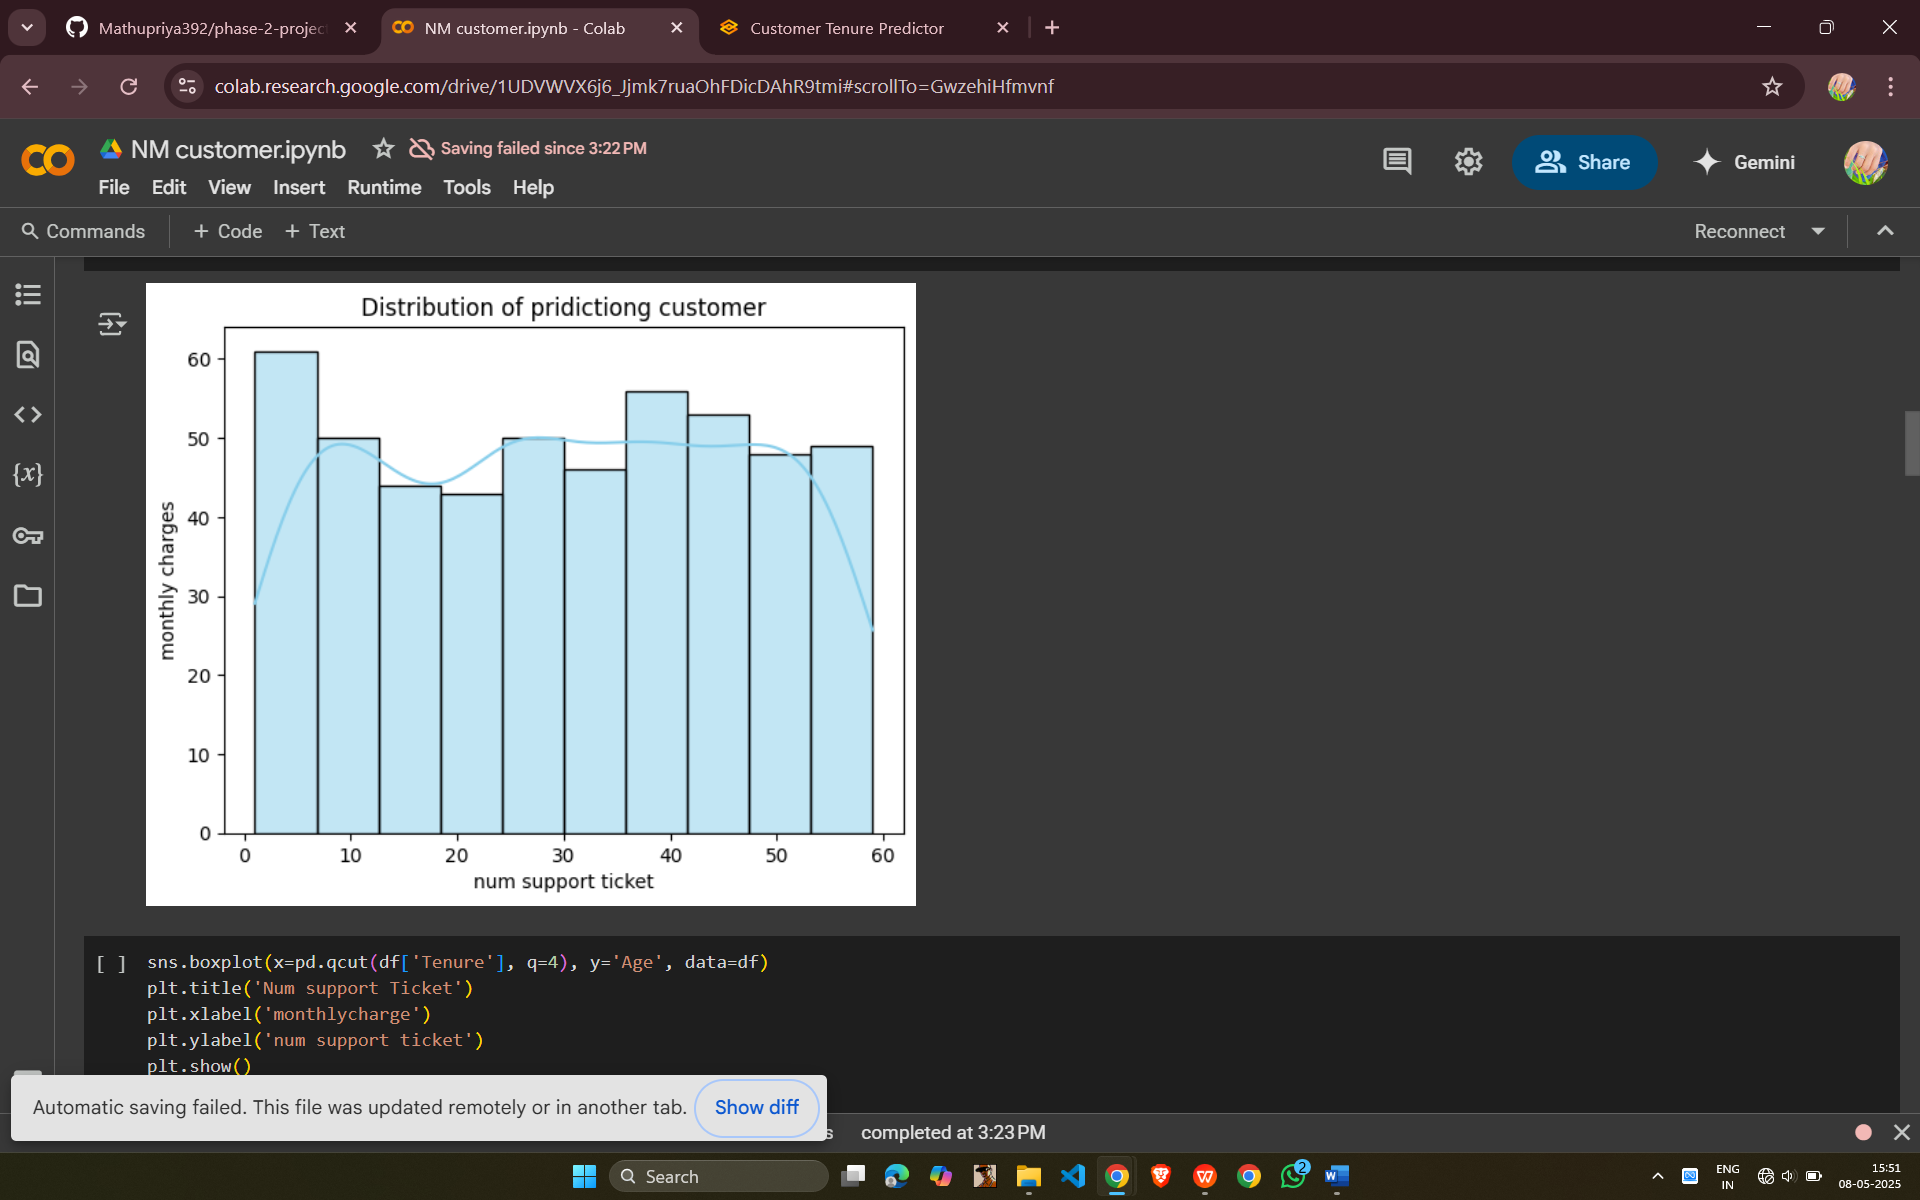 Mathupriya392/phase-2-project
NM customer.ipynb - Colab
Customer Tenure Predictor
colab.research.google.com/drive/1UDVWVX6j6_Jjmk7ruaOhFDicDAhR9tmi#scrollTo=GwzehiHfmvnf
NM customer.ipynb
Saving failed since 3:22 PM
File Edit View Insert Runtime Tools Help
Share
Gemini
Commands
+ Code + Text
Reconnect
Distribution of pridictiong customer
60
50
40
30
20
10
0
monthly charges
0 10 20 30 40 50 60
num support ticket
[ ] sns.boxplot(x=pd.qcut(df['Tenure'], q=4), y='Age', data=df)
plt.title('Num support Ticket')
plt.xlabel('monthlycharge')
plt.ylabel('num support ticket')
plt.show()
Automatic saving failed. This file was updated remotely or in another tab. Show diff
s completed at 3:23 PM
Search
2
ENG
IN
15:51
08-05-2025